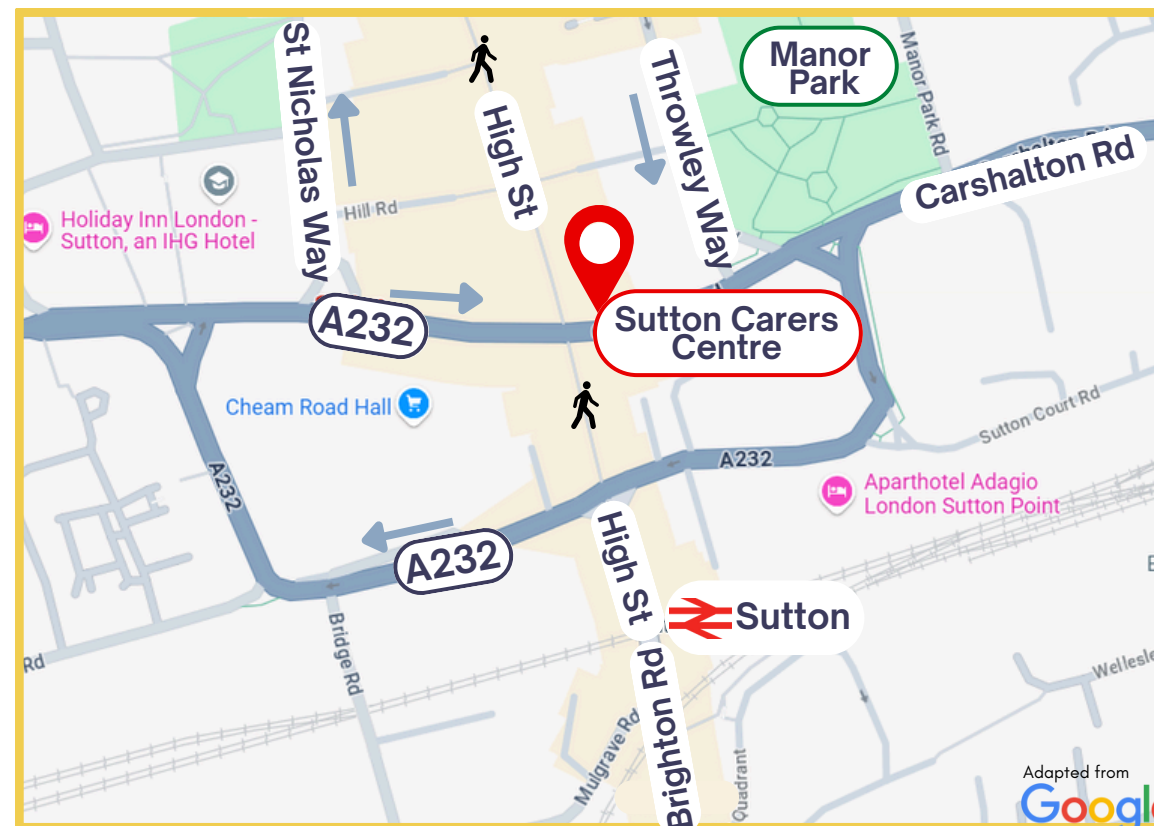 St Nicholas Way
High St
Throwley Way
Manor
Park
Manor Park Rd
Carshalton Rd
Holiday Inn London -
Sutton, an IHG Hotel
Hill Rd
A232
Sutton Carers
Centre
Cheam Road Hall
A232
A232
Sutton Court Rd
Aparthotel Adagio
London Sutton Point
A232
High St
Sutton
Bridge Rd
Rd
Brighton Rd
Mulgrave Rd
Quadrant
Adapted from
Google